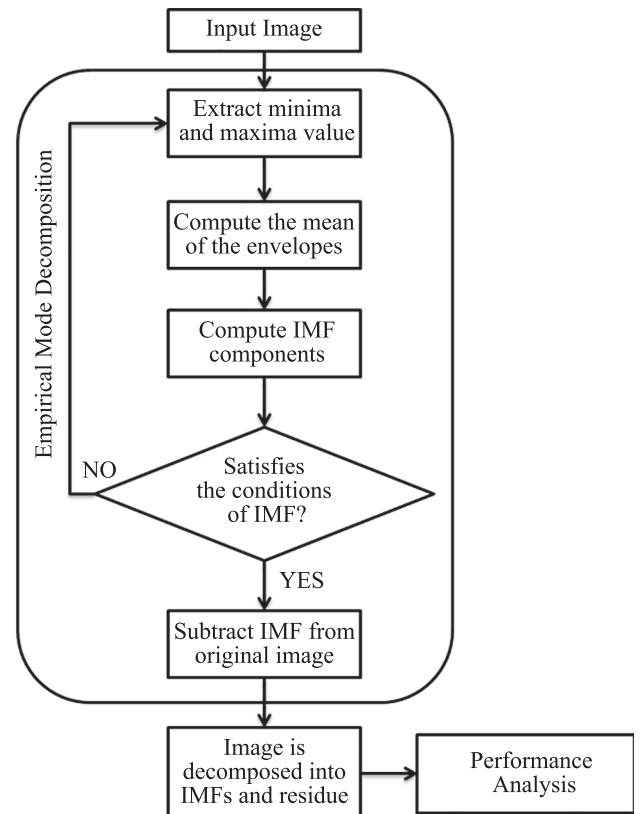 Input Image
Extract minima
and maxima value
Empirical Mode Decomposition
Compute the mean
of the envelopes
Compute IMF
components
NO
Satisfies
the conditions
of IMF?
YES
Subtract IMF from
original image
Image is
decomposed into
IMFs and residue
Performance
Analysis